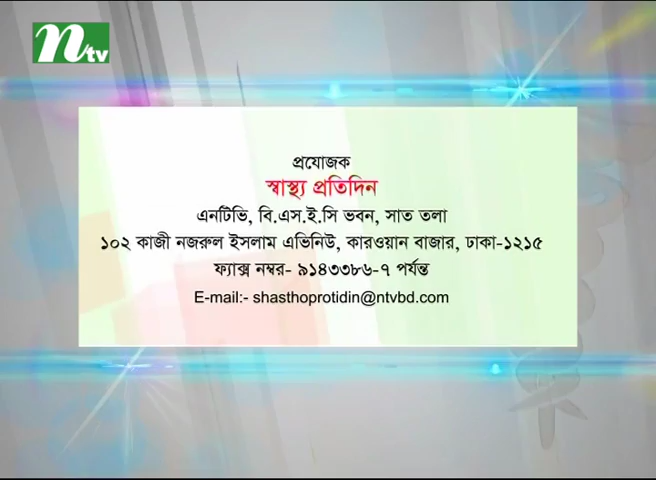 ntv
প্রযোজক
স্বাস্থ্য প্রতিদিন
এনটিভি, বি.এস.ই.সি ভবন, সাত তলা
১০২ কাজী নজরুল ইসলাম এভিনিউ, কারওয়ান বাজার, ঢাকা-১২১৫
ফ্যাক্স নম্বর- ৯১৪৩৩৮৬-৭ পর্যন্ত
E-mail:- shasthoprotidin@ntvbd.com